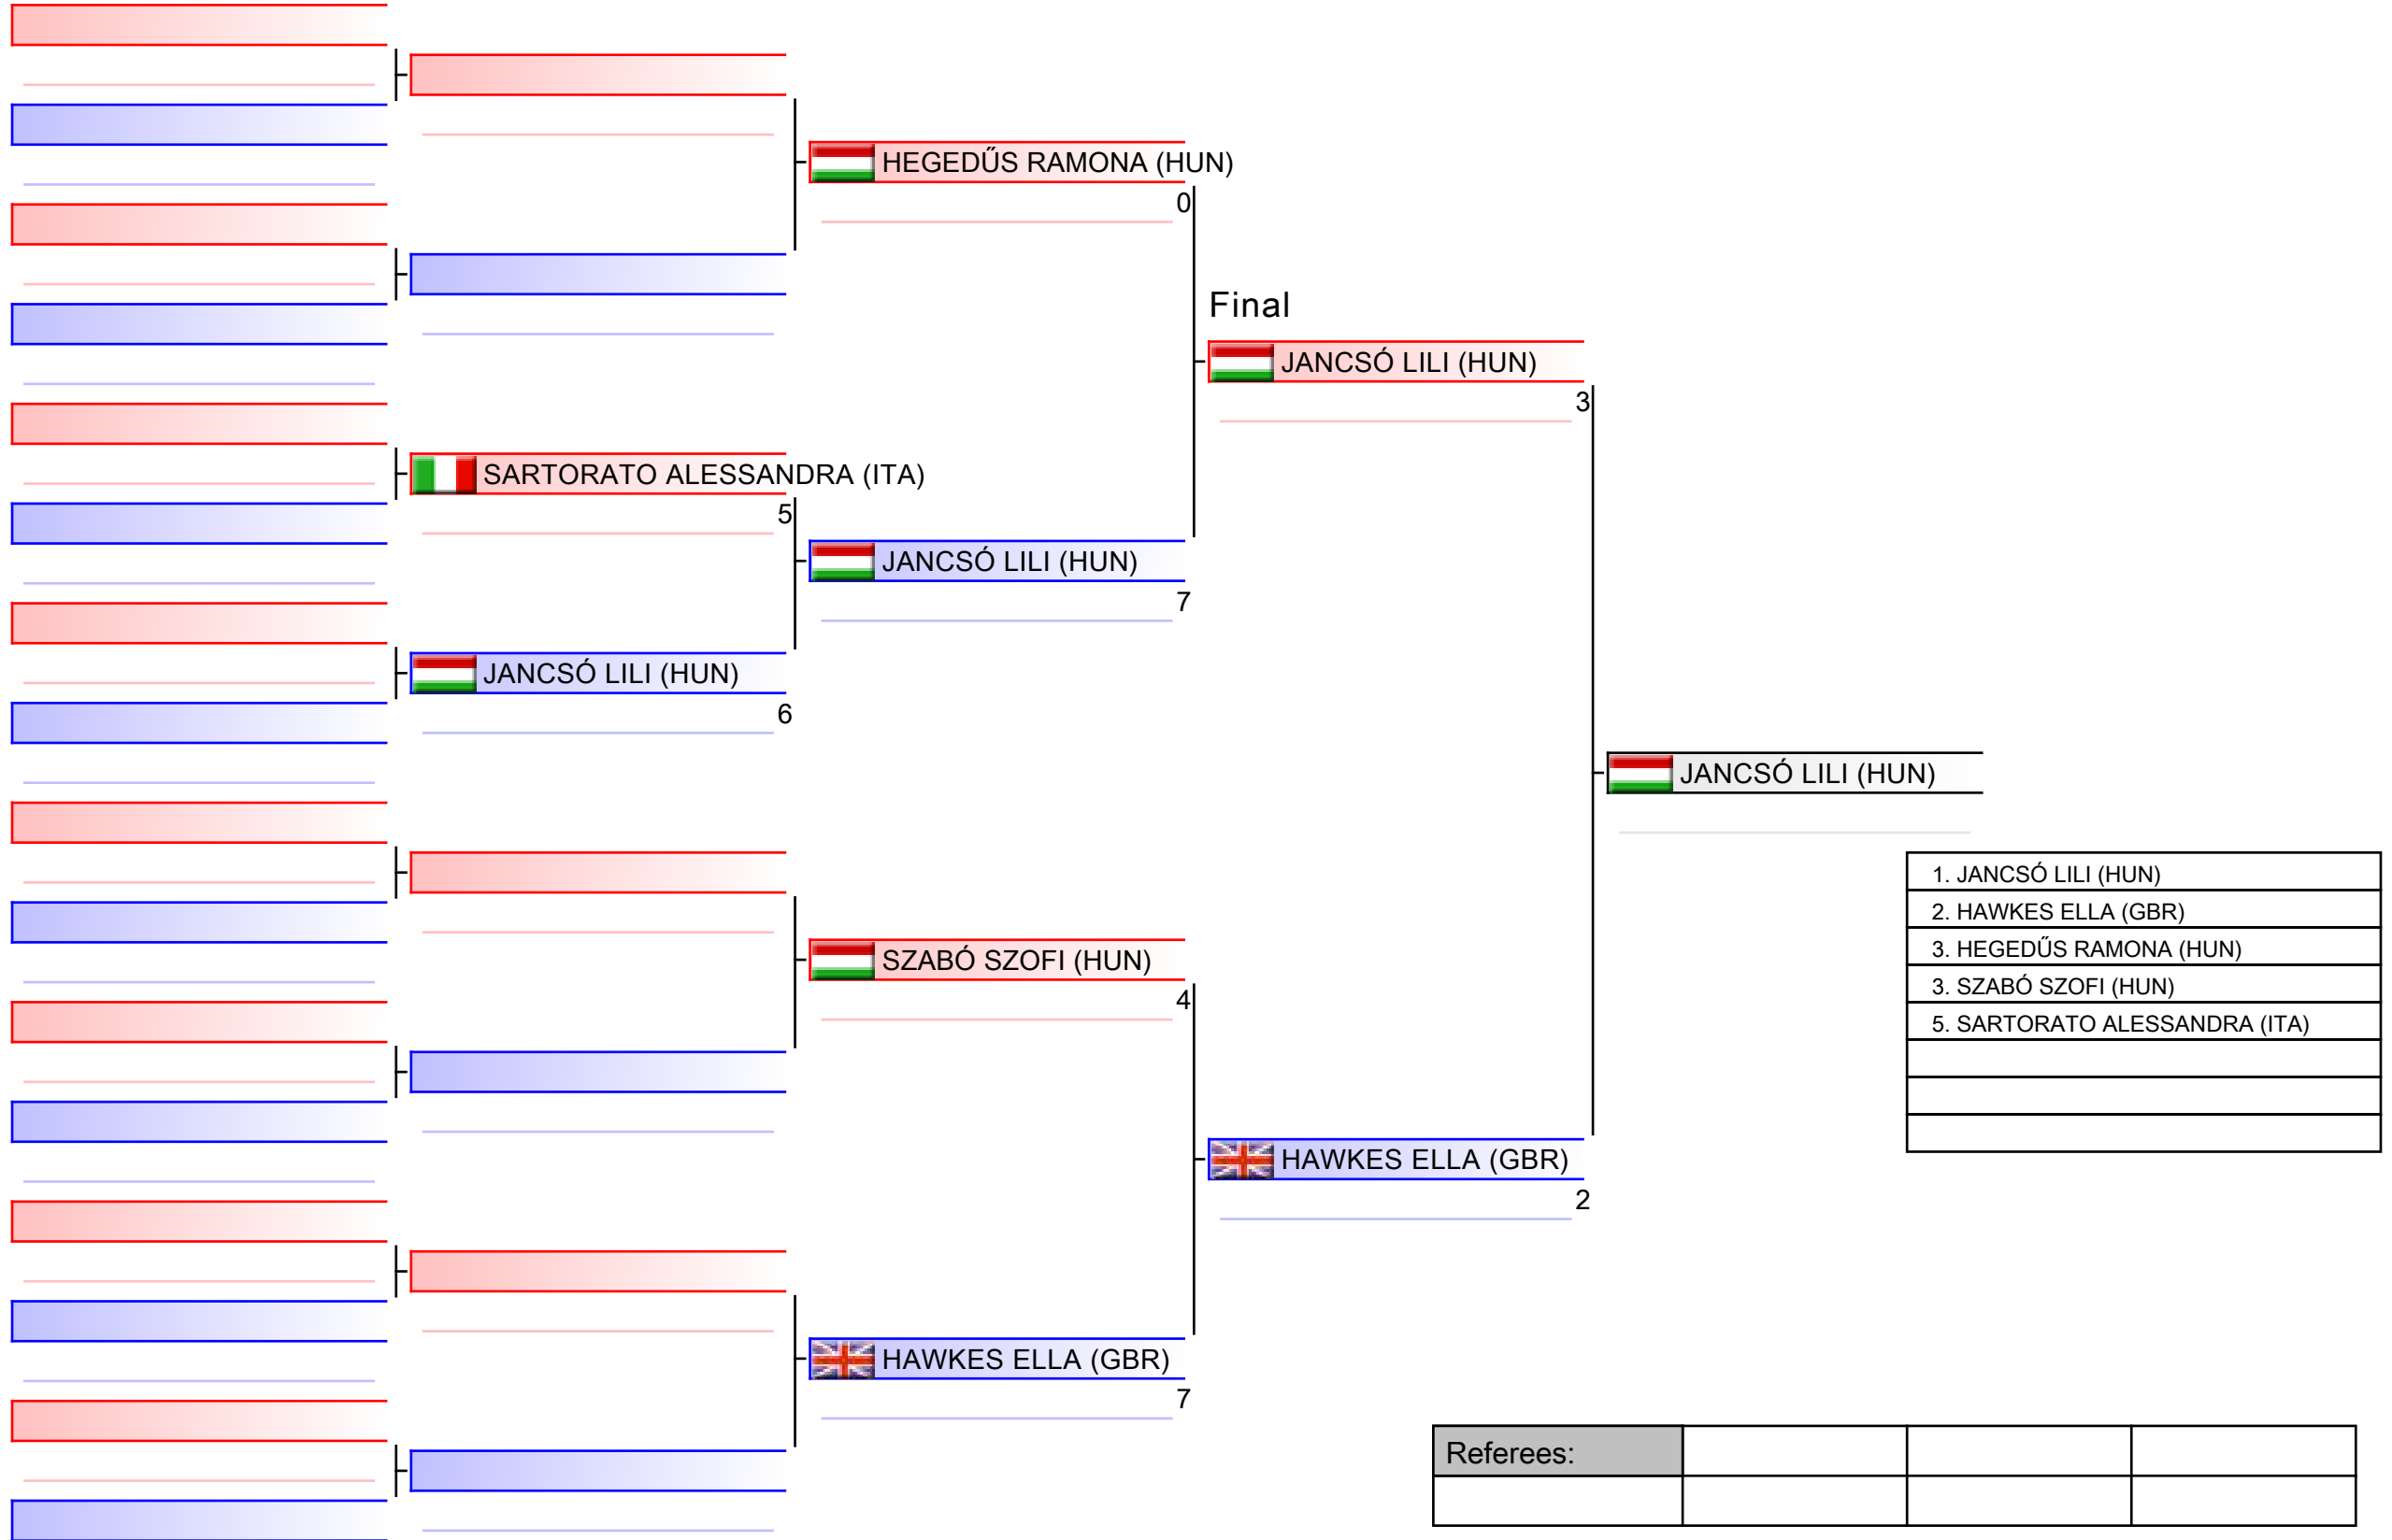 HEGEDŰS RAMONA (HUN)
0
Final
JANCSÓ LILI (HUN)
3
SARTORATO ALESSANDRA (ITA)
5
JANCSÓ LILI (HUN)
7
JANCSÓ LILI (HUN)
6
JANCSÓ LILI (HUN)
1. JANCSÓ LILI (HUN)
2. HAWKES ELLA (GBR)
3. HEGEDŰS RAMONA (HUN)
3. SZABÓ SZOFI (HUN)
5. SARTORATO ALESSANDRA (ITA)
SZABÓ SZOFI (HUN)
4
HAWKES ELLA (GBR)
2
HAWKES ELLA (GBR)
7
Referees: